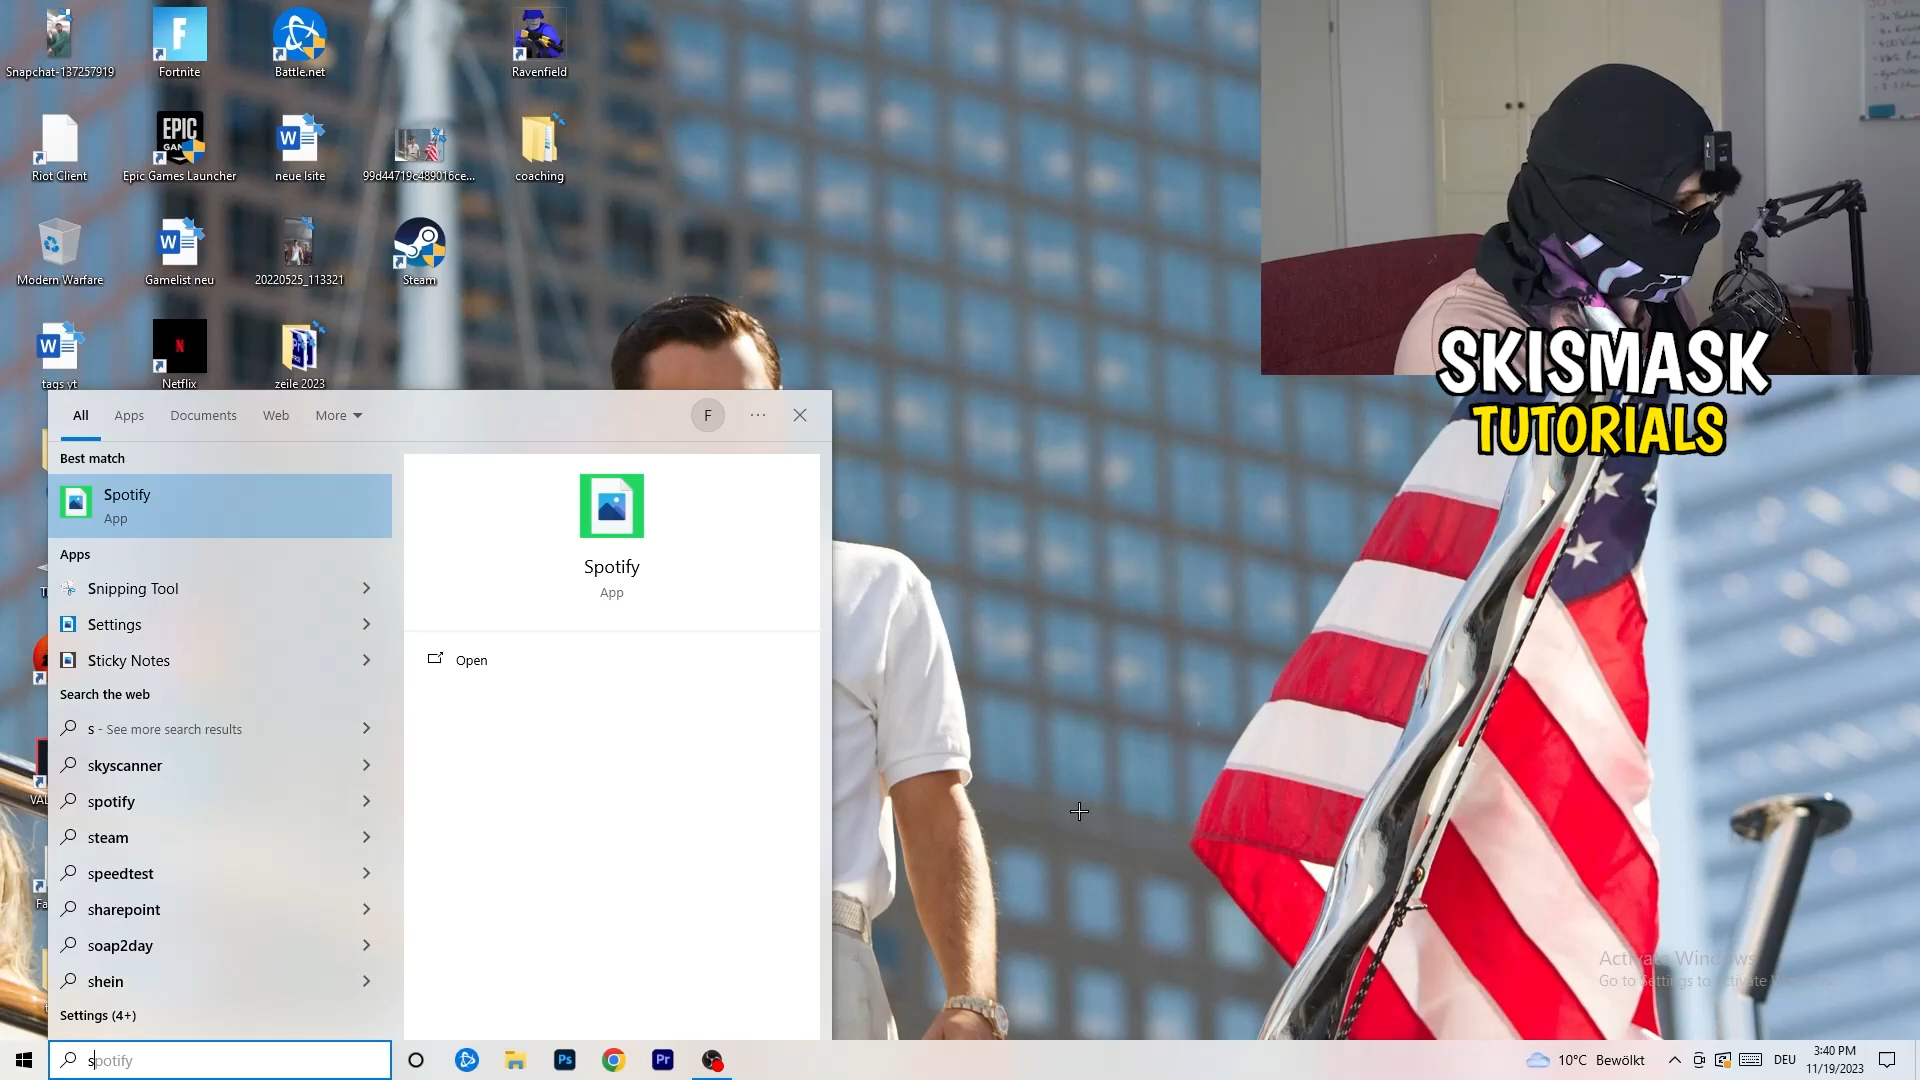 Snapchat-137257919
Fortnite
Battle.net
Ravenfield
Riot Client
EPIC
Epic Games Launcher
neue lsite
99d44719c489016ce...
coaching
Modern Warfare
Gamelist neu
20220525_113321
Steam
tags yt
Netflix
zeile 2023
SKISMASK
TUTORIALS
All
Apps
Documents
Web
More
F
Best match
Spotify
App
Apps
Snipping Tool
Settings
Sticky Notes
Search the web
s - See more search results
skyscanner
spotify
steam
speedtest
sharepoint
soap2day
shein
Settings (4+)
Spotify
App
Open
Activate Windows
Go to Settings to activate
spotify
Ps
Pr
10°C Bewölkt
DEU
3:40 PM
11/19/2023